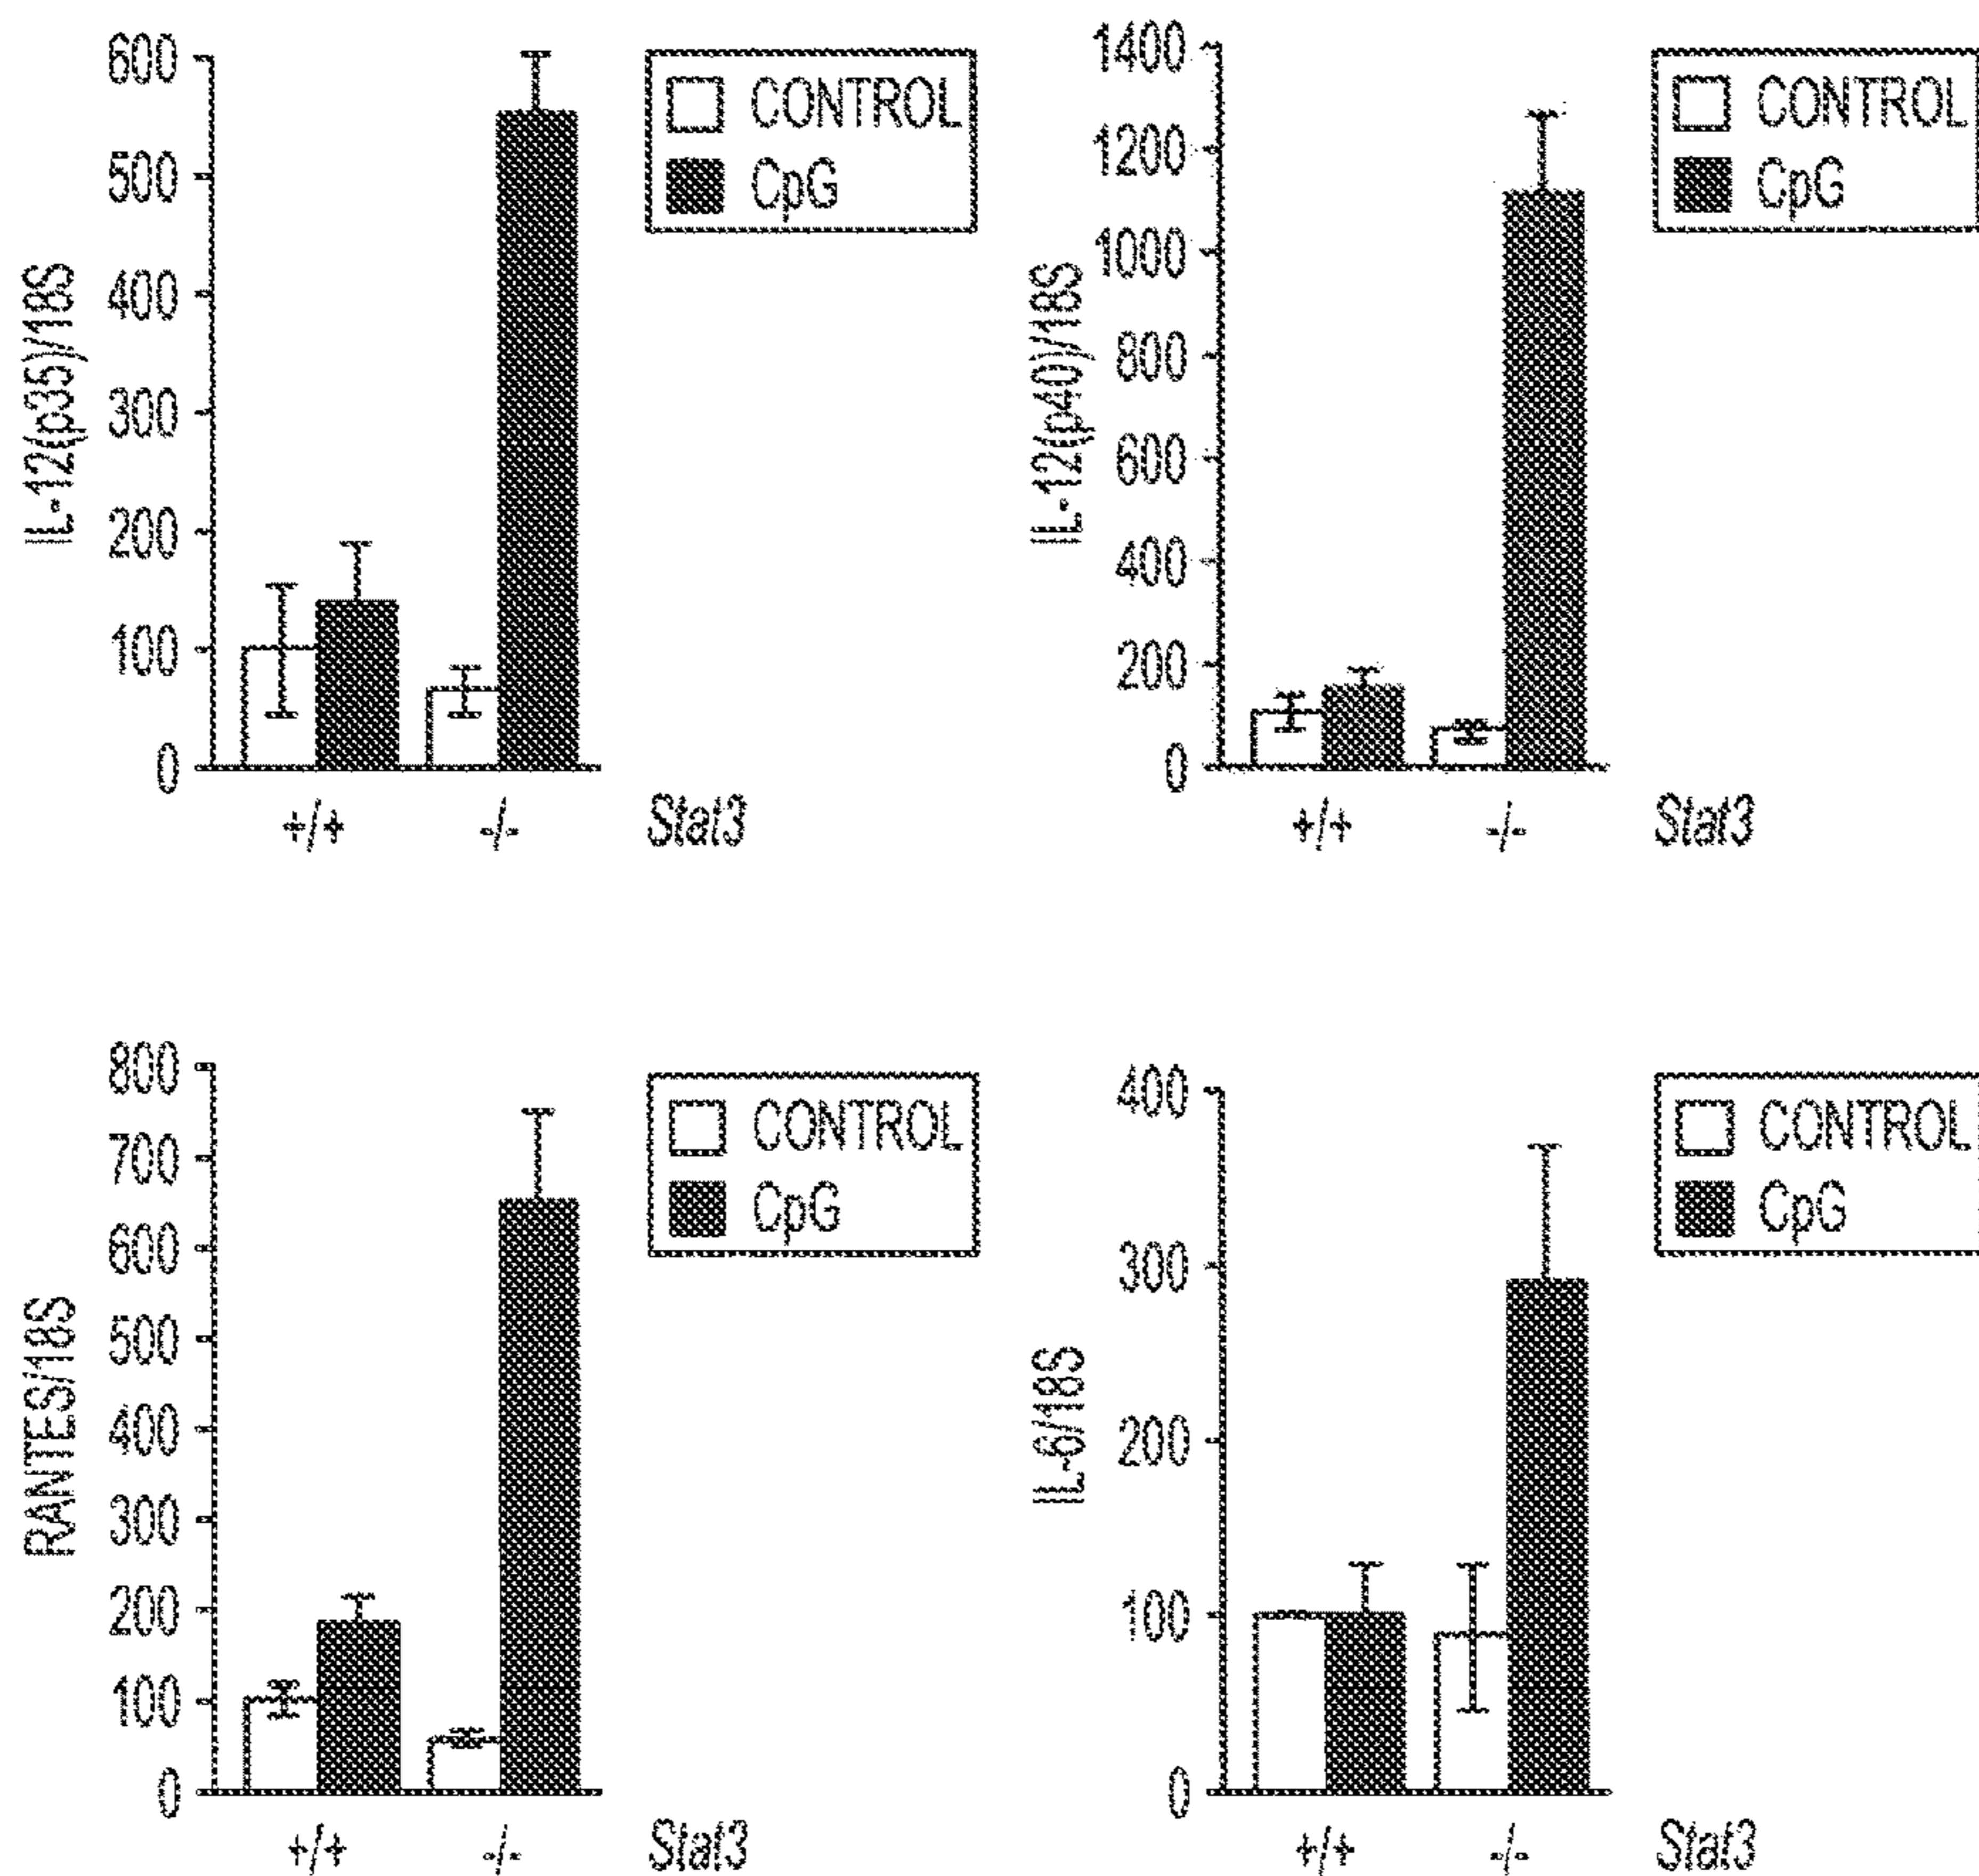 IL-12(p35)/18S
600
500
400
300
200
100
0
+/+ -/- Stat3
CONTROL
CpG
IL-12(p40)/18S
1400
1200
1000
800
600
400
200
0
+/+ -/- Stat3
CONTROL
CpG
RANTES/18S
800
700
600
500
400
300
200
100
0
+/+ -/- Stat3
CONTROL
CpG
IL-6/18S
400
300
200
100
0
+/+ -/- Stat3
CONTROL
CpG